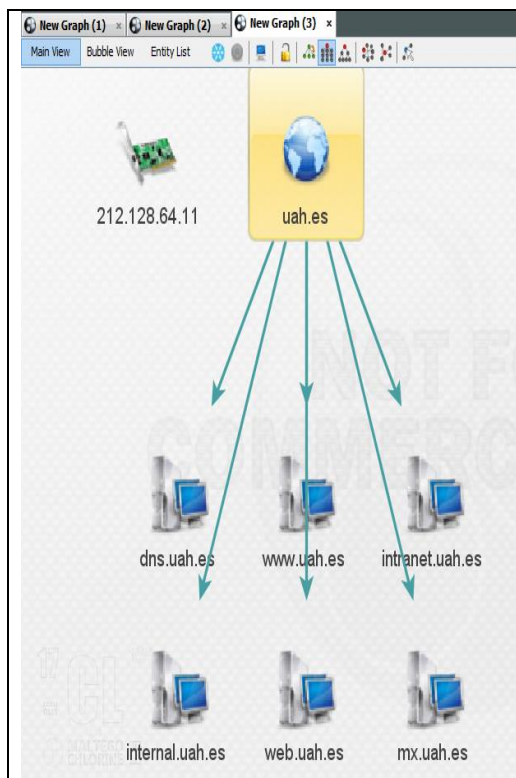 New Graph (1) × New Graph (2) × New Graph (3) ×
Main View Bubble View Entity List
212.128.64.11 uah.es
NOT FO
COMMERC
dns.uah.es www.uah.es intranet.uah.es
MALTEGO
CHLORINE
internal.uah.es web.uah.es mx.uah.es